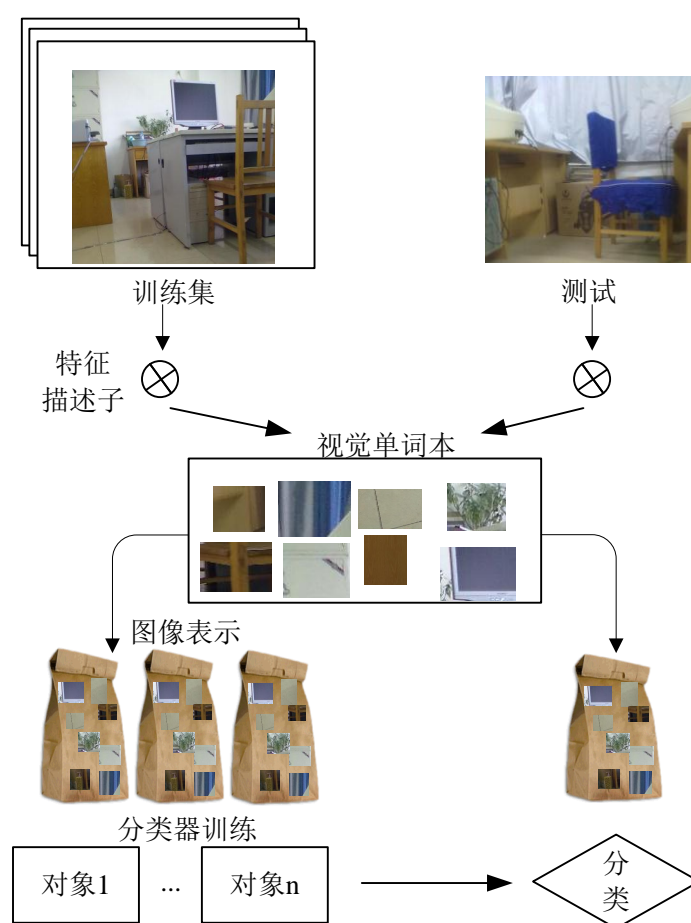 训练集
测试
特征
描述子
视觉单词本
图像表示
分类器训练
对象1
...
对象n
分
类